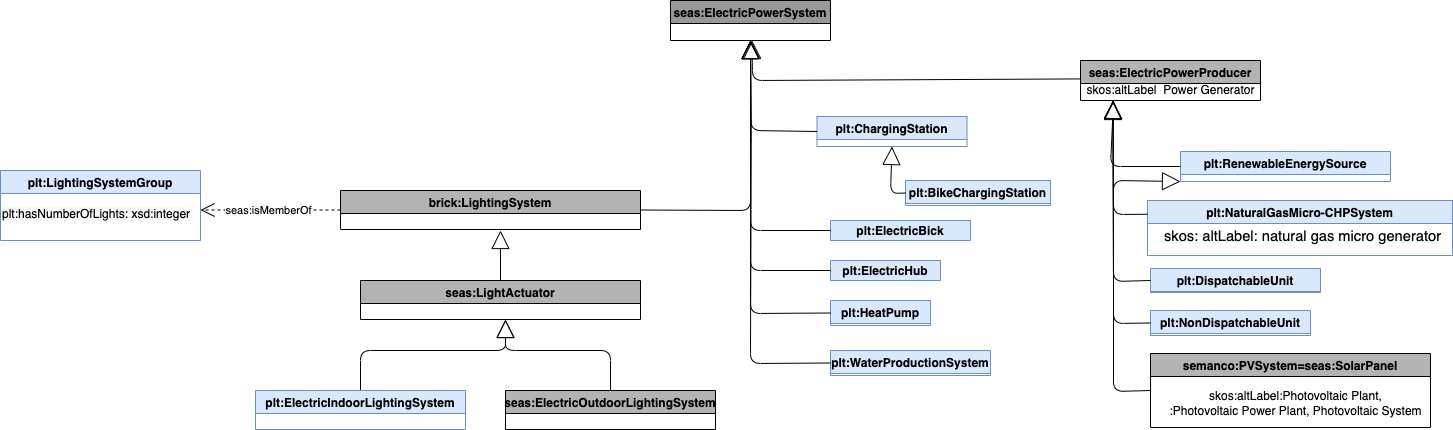 seas:ElectricPowerSystem
seas:ElectricPowerProducer
skos:altLabel  Power Generator
plt:ChargingStation
plt:RenewableEnergySource
plt:LightingSystemGroup
plt:hasNumberOfLights: xsd:integer
seas:isMemberOf
brick:LightingSystem
plt:BikeChargingStation
plt:NaturalGasMicro-CHPSystem
skos: altLabel: natural gas micro generator
plt:ElectricBick
plt:ElectricHub
plt:DispatchableUnit
seas:LightActuator
plt:HeatPump
plt:NonDispatchableUnit
plt:WaterProductionSystem
semanco:PVSystem=seas:SolarPanel
skos:altLabel:Photovoltaic Plant,
:Photovoltaic Power Plant, Photovoltaic System
plt:ElectricIndoorLightingSystem
seas:ElectricOutdoorLightingSystem